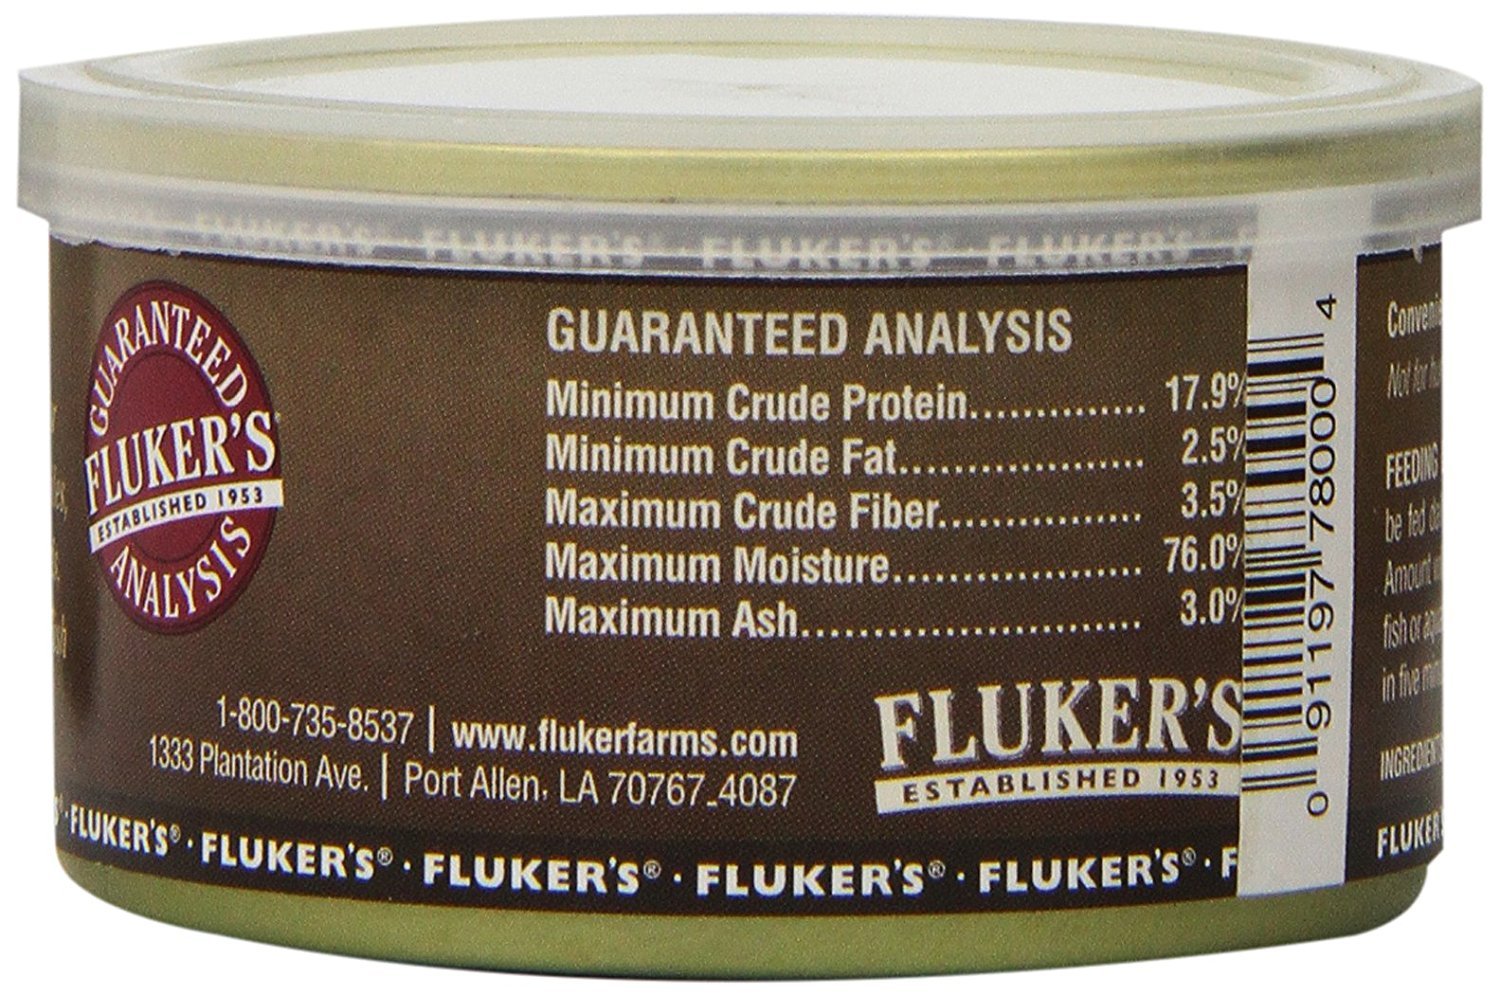 FLUKER'S · FLUKER'S · FLUKER'S · FLUKER'S
GUARANTEED
FLUKER'S
ESTABLISHED 1953
ANALYSIS
GUARANTEED ANALYSIS
Minimum Crude Protein.............. 17.9%
Minimum Crude Fat.................... 2.5%
Maximum Crude Fiber................ 3.5%
Maximum Moisture.................... 76.0%
Maximum Ash.......................... 3.0%
1-800-735-8537 | www.flukerfarms.com
1333 Plantation Ave. | Port Allen, LA 70767-4087
FLUKER'S
ESTABLISHED 1953
FLUKER'S® · FLUKER'S® · FLUKER'S® · FLUKER'S® · FLUKER'S® · F
0 91197 78000 4
Not for
FEEDING
be fed
Amount
fish or
in five
FLUKER